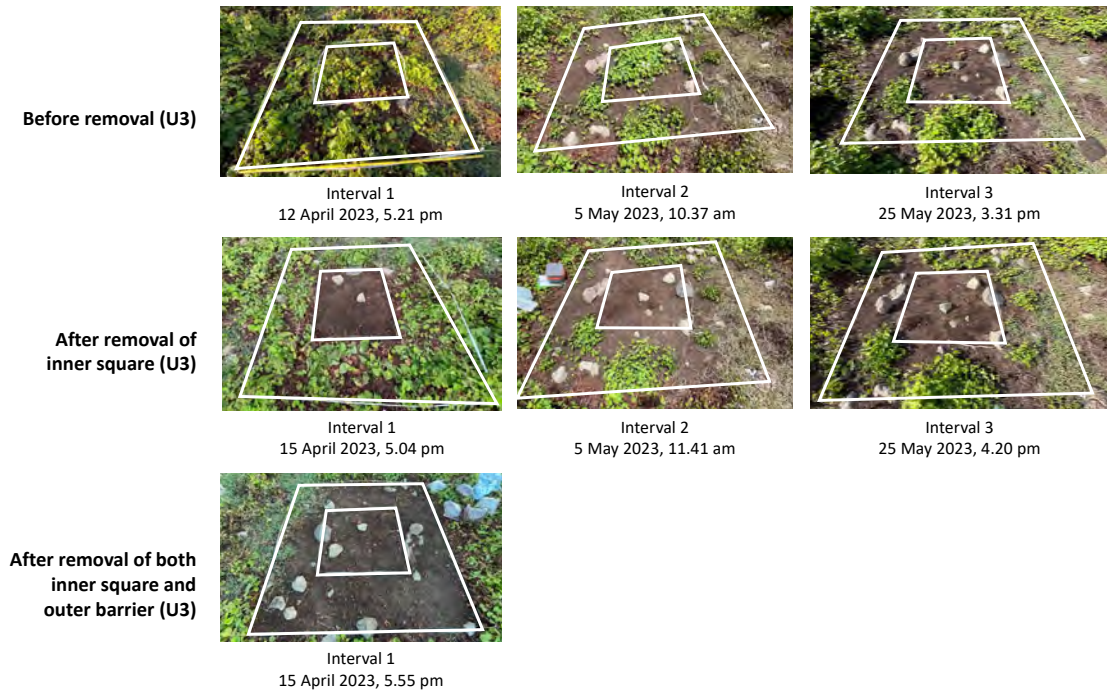 Before removal (U3)
Interval 1
12 April 2023, 5.21 pm
Interval 2
5 May 2023, 10.37 am
Interval 3
25 May 2023, 3.31 pm
After removal of
inner square (U3)
Interval 1
15 April 2023, 5.04 pm
Interval 2
5 May 2023, 11.41 am
Interval 3
25 May 2023, 4.20 pm
After removal of both
inner square and
outer barrier (U3)
Interval 1
15 April 2023, 5.55 pm